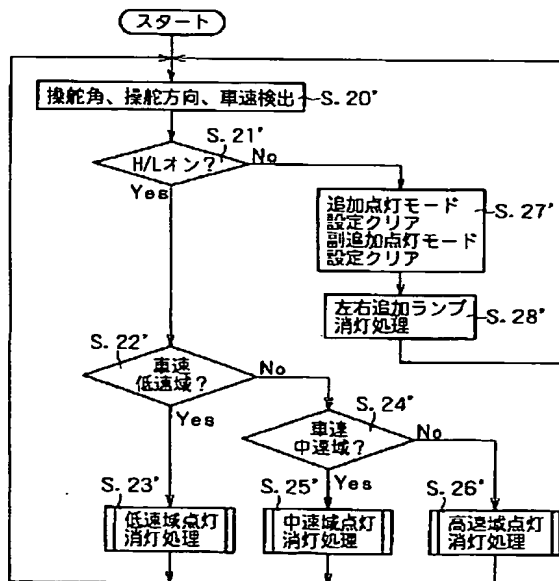 スタート
操舵角、操舵方向、車速検出
S.20'
S.21'
H/Lオン?
No
Yes
追加点灯モード
設定クリア
副追加点灯モード
設定クリア
S.27'
左右追加ランプ
消灯処理
S.28'
S.22'
車速
低速域?
No
Yes
S.24'
車速
中速域?
No
Yes
S.23'
低速域点灯
消灯処理
S.25'
中速域点灯
消灯処理
S.26'
高速域点灯
消灯処理